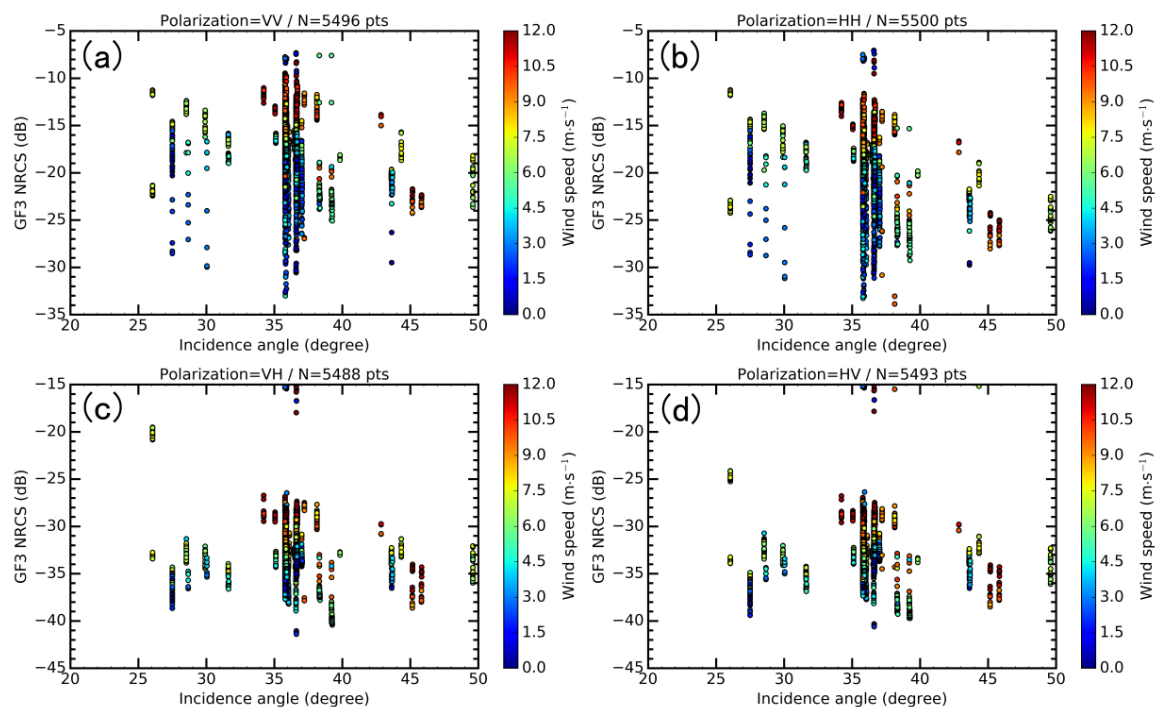 Polarization=VV / N=5496 pts
(a)
−5
−10
−15
−20
−25
−30
−35
GF3 NRCS (dB)
20 25 30 35 40 45 50
Incidence angle (degree)
12.0
10.5
9.0
7.5
6.0
4.5
3.0
1.5
0.0
Wind speed (m·s⁻¹)
Polarization=HH / N=5500 pts
(b)
−5
−10
−15
−20
−25
−30
−35
GF3 NRCS (dB)
20 25 30 35 40 45 50
Incidence angle (degree)
12.0
10.5
9.0
7.5
6.0
4.5
3.0
1.5
0.0
Wind speed (m·s⁻¹)
Polarization=VH / N=5488 pts
(c)
−15
−20
−25
−30
−35
−40
−45
GF3 NRCS (dB)
20 25 30 35 40 45 50
Incidence angle (degree)
12.0
10.5
9.0
7.5
6.0
4.5
3.0
1.5
0.0
Wind speed (m·s⁻¹)
Polarization=HV / N=5493 pts
(d)
−15
−20
−25
−30
−35
−40
−45
GF3 NRCS (dB)
20 25 30 35 40 45 50
Incidence angle (degree)
12.0
10.5
9.0
7.5
6.0
4.5
3.0
1.5
0.0
Wind speed (m·s⁻¹)